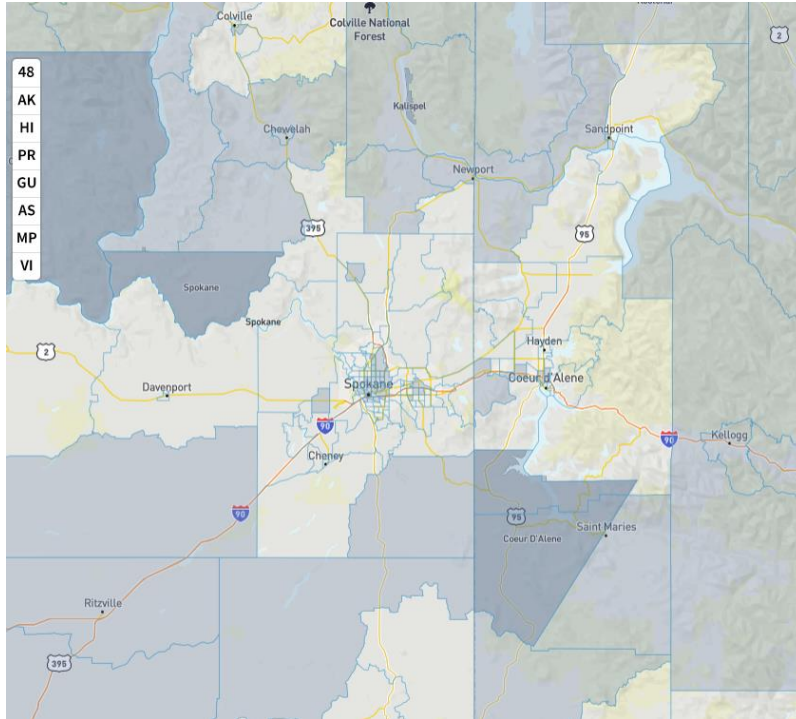 Colville
Colville National
Forest
2
48
AK
HI
PR
GU
AS
MP
VI
Kalispel
Chewelah
Sandpoint
Newport
395
95
Spokane
Spokane
2
Hayden
Davenport
Spokane
Coeur d'Alene
90
Cheney
90
Kellogg
90
95
Saint Maries
Coeur D'Alene
Ritzville
395